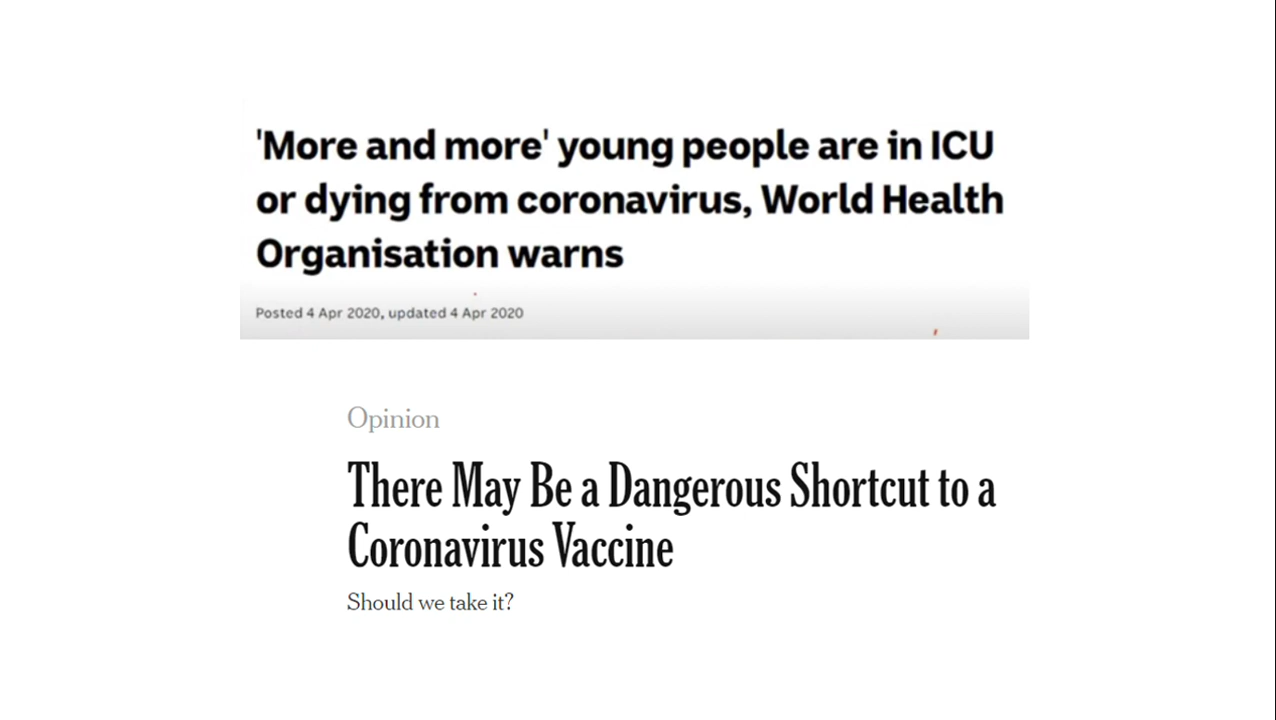 'More and more' young people are in ICU
or dying from coronavirus, World Health
Organisation warns
Posted 4 Apr 2020, updated 4 Apr 2020
Opinion
There May Be a Dangerous Shortcut to a
Coronavirus Vaccine
Should we take it?